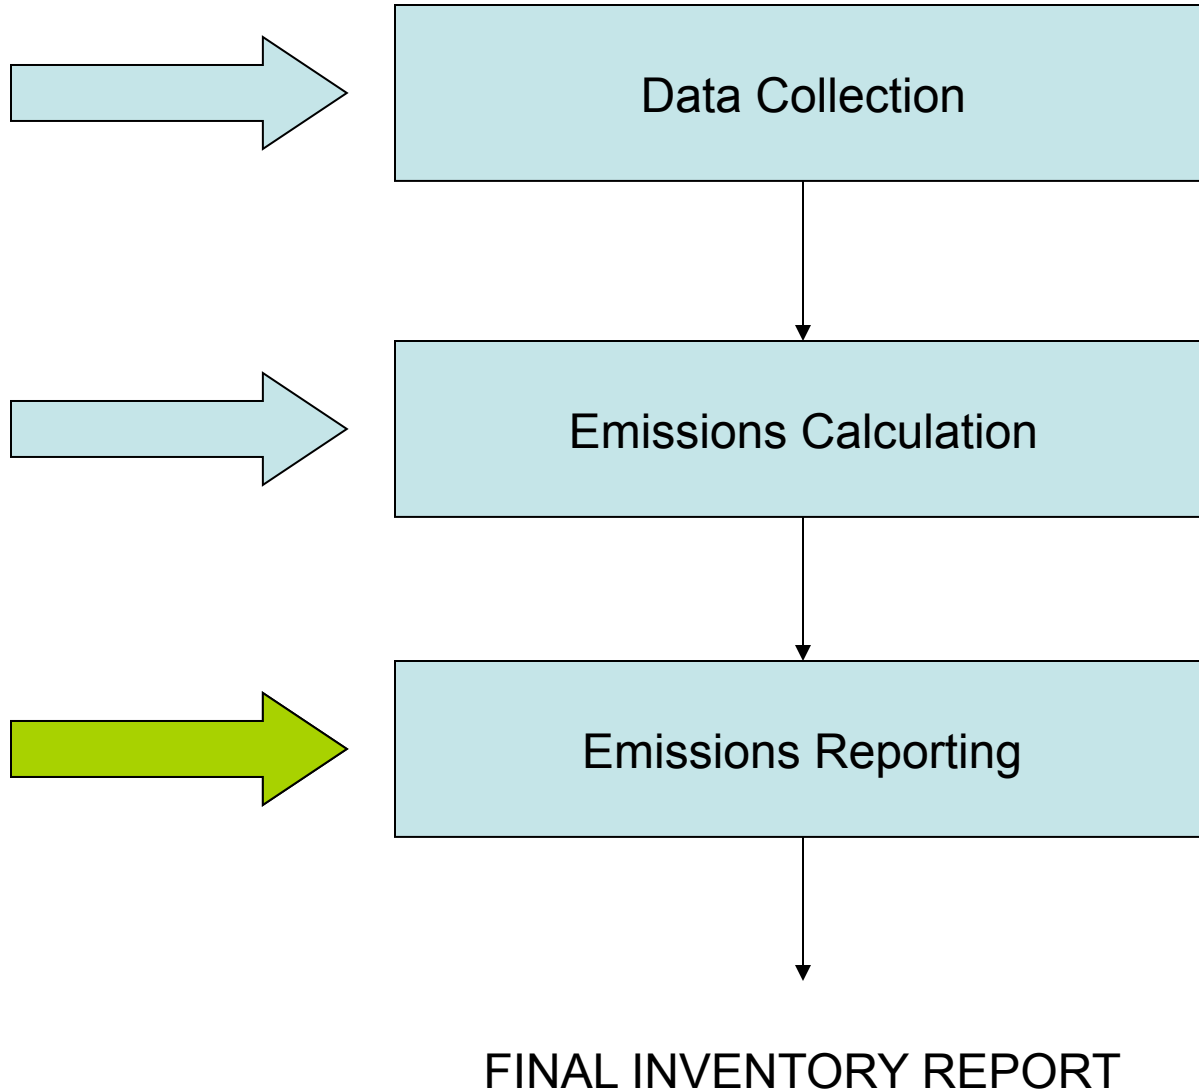 Data Collection
Emissions Calculation
Emissions Reporting
FINAL INVENTORY REPORT